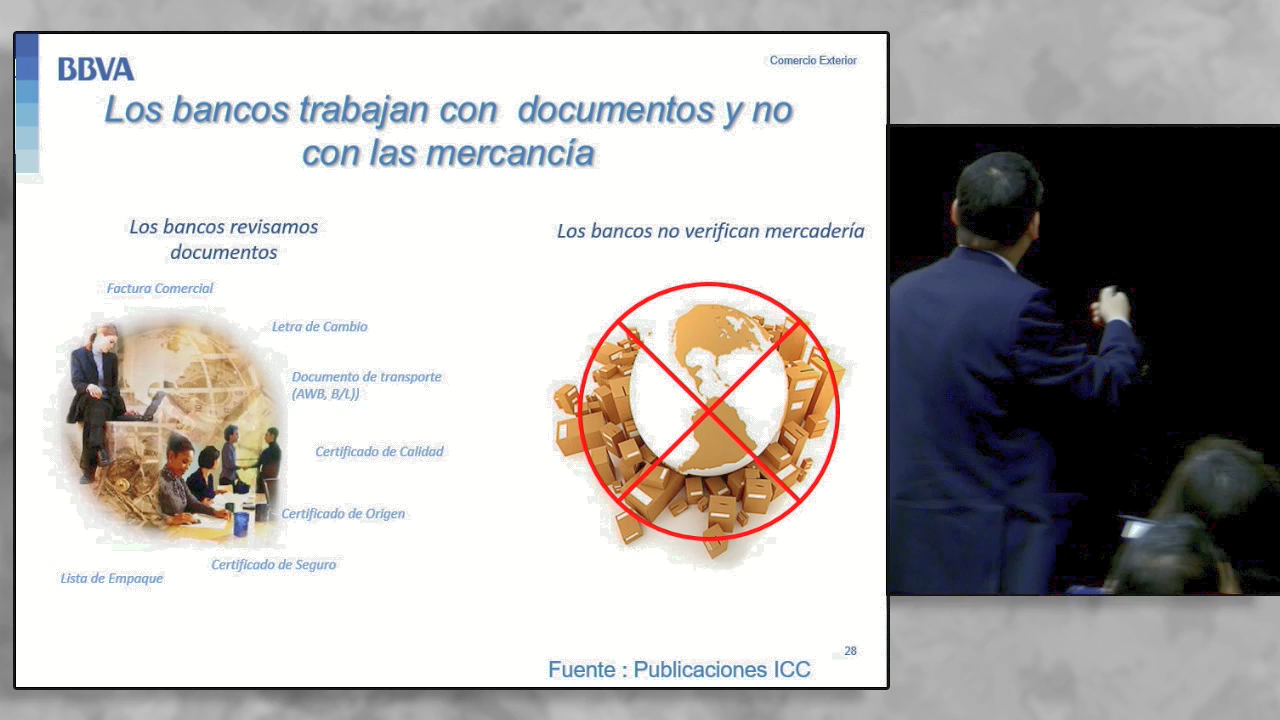 BBVA
Comercio Exterior
Los bancos trabajan con documentos y no
con las mercancía
Los bancos revisamos
documentos
Los bancos no verifican mercadería
Factura Comercial
Letra de Cambio
Documento de transporte
(AWB, B/L))
Certificado de Calidad
Certificado de Origen
Certificado de Seguro
Lista de Empaque
28
Fuente : Publicaciones ICC